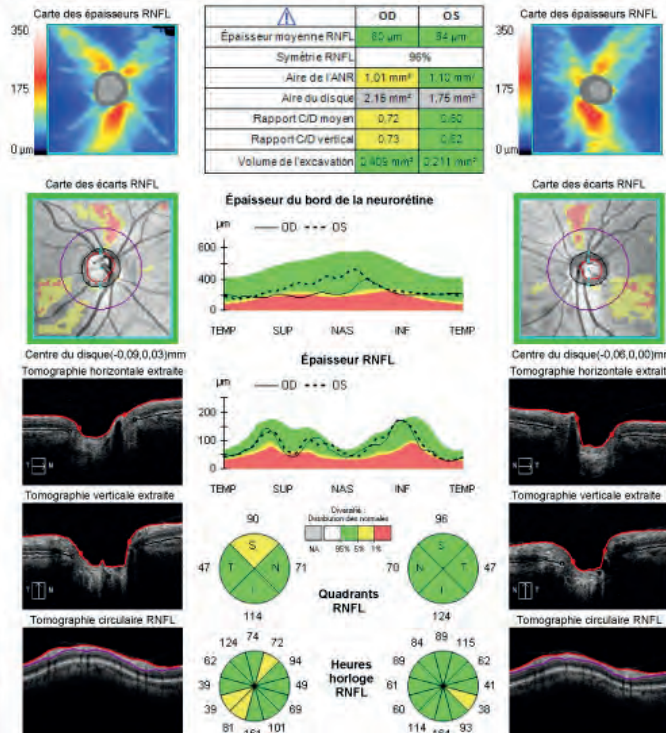 Carte des épaisseurs RNFL
350
175
0 µm
OD OS
Épaisseur moyenne RNFL 80 µm 84 µm
Symétrie RNFL 96%
Aire de l'ANR 1,01 mm² 1,10 mm²
Aire du disque 2,15 mm² 1,75 mm²
Rapport C/D moyen 0,72 0,60
Rapport C/D vertical 0,73 0,62
Volume de l'excavation 0,409 mm³ 0,211 mm³
Carte des épaisseurs RNFL
350
175
0 µm
Carte des écarts RNFL
Centre du disque(-0,09,0,03)mm
Épaisseur du bord de la neurorétine
µm OD OS
600
400
0
TEMP SUP NAS INF TEMP
Carte des écarts RNFL
Centre du disque(-0,06,0,00)mm
Tomographie horizontale extraite
T N
Épaisseur RNFL
µm OD OS
200
100
0
TEMP SUP NAS INF TEMP
Tomographie horizontale extraite
N T
Tomographie verticale extraite
Tomographie verticale extraite
90
S
47 T N 71
I
114
Diversité :
Distribution des normales
NA 95% 5% 1%
Quadrants
RNFL
96
S
70 N T 47
I
124
Tomographie circulaire RNFL
74
124 72
62 94
39 49
39 69
81 101
Heures
horloge
RNFL
89
84 115
89 62
61 41
60 38
114 93
Tomographie circulaire RNFL